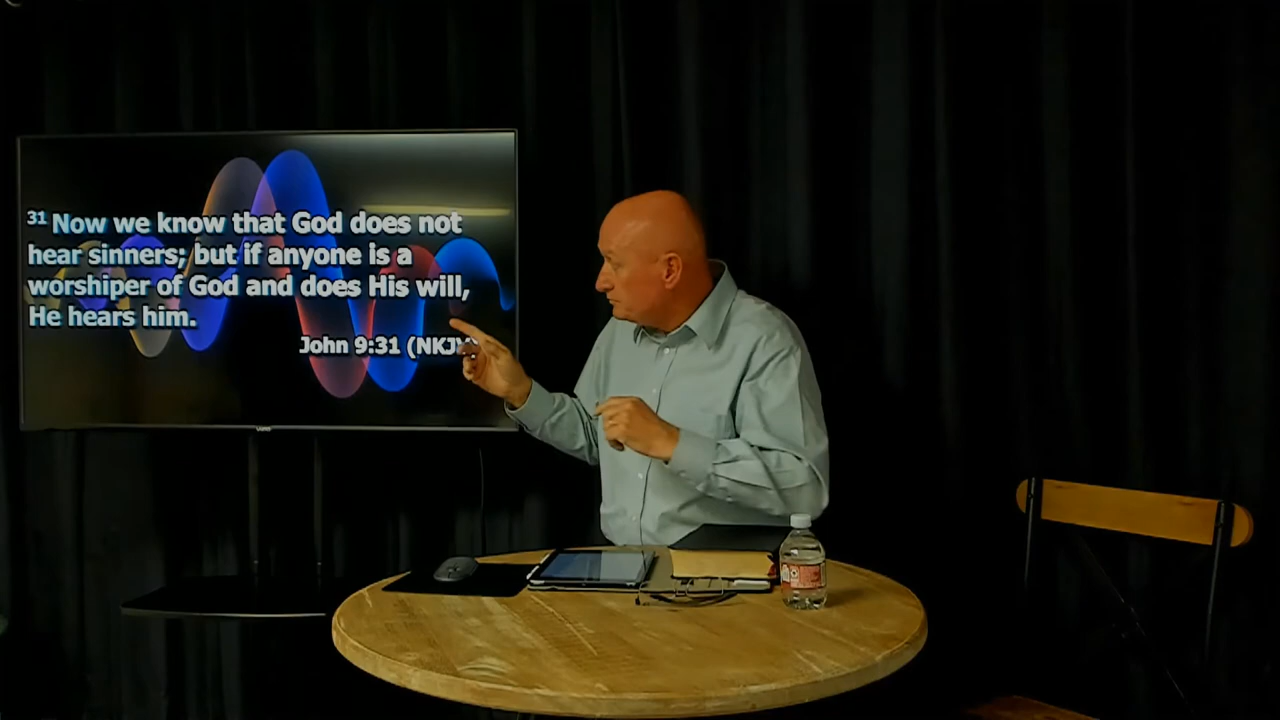 31 Now we know that God does not
hear sinners; but if anyone is a
worshiper of God and does His will,
He hears him.
John 9:31 (NKJV